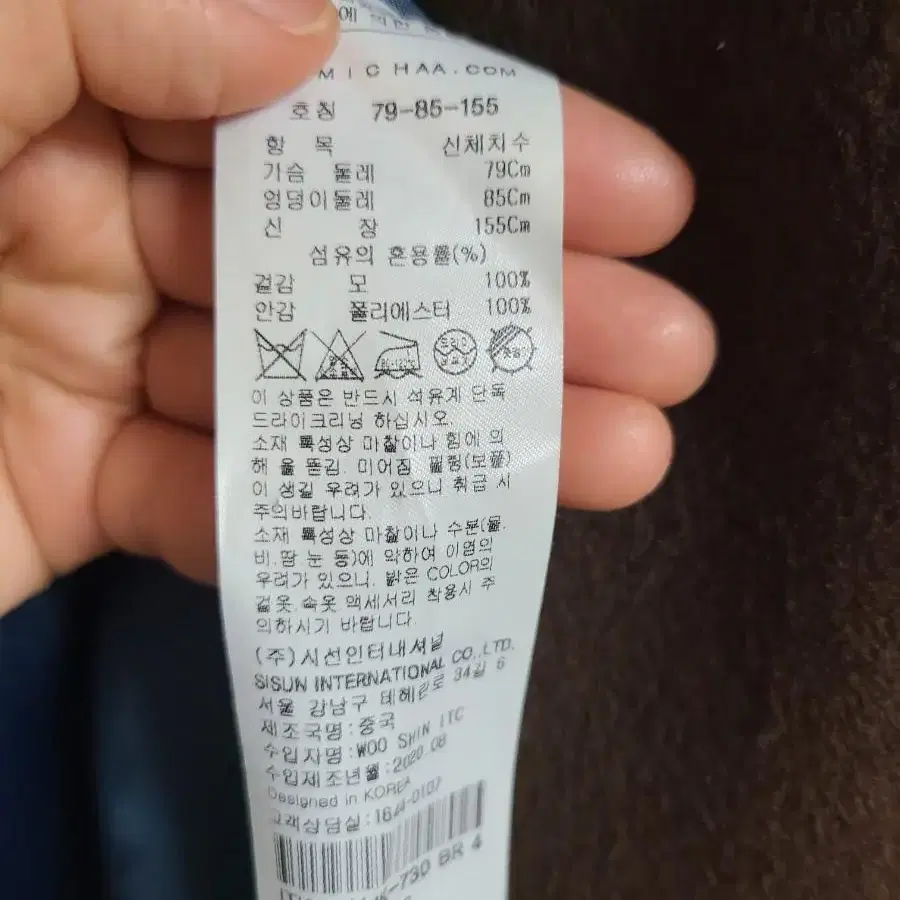 에 의한
MICHAA.COM
호칭 79-85-155
항 목 신체치수
가슴 둘레 79Cm
엉덩이둘레 85Cm
신 장 155Cm
섬유의 혼용률(%)
겉감 모 100%
안감 폴리에스터 100%
드라이
이 상품은 반드시 석유계 단독
드라이크리닝 하십시오.
소재 특성상 마찰이나 힘에 의
해 올 뜯김. 미어짐 필링(보풀)
이 생길 우려가 있으니 취급 시
주의바랍니다.
소재 특성상 마찰이나 수분(물.
비.땀.눈 등)에 약하여 이염의
우려가 있으니. 밝은 COLOR의
겉옷.속옷.액세서리 착용시 주
의하시기 바랍니다.
(주)시선인터내셔널
SISUN INTERNATIONAL CO.,LTD.
서울 강남구 테헤란로 34길 6
제조국명:중국
수입자명:WOO SHIN ITC
수입제조년월:2020.08
Designed in KOREA
고객상담실:1644-0107
-730 BR 4